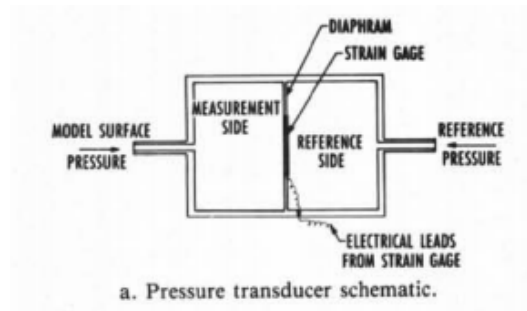 DIAPHRAM
STRAIN GAGE
MEASUREMENT
SIDE
MODEL SURFACE
PRESSURE
REFERENCE
SIDE
REFERENCE
PRESSURE
ELECTRICAL LEADS
FROM STRAIN GAGE
a. Pressure transducer schematic.